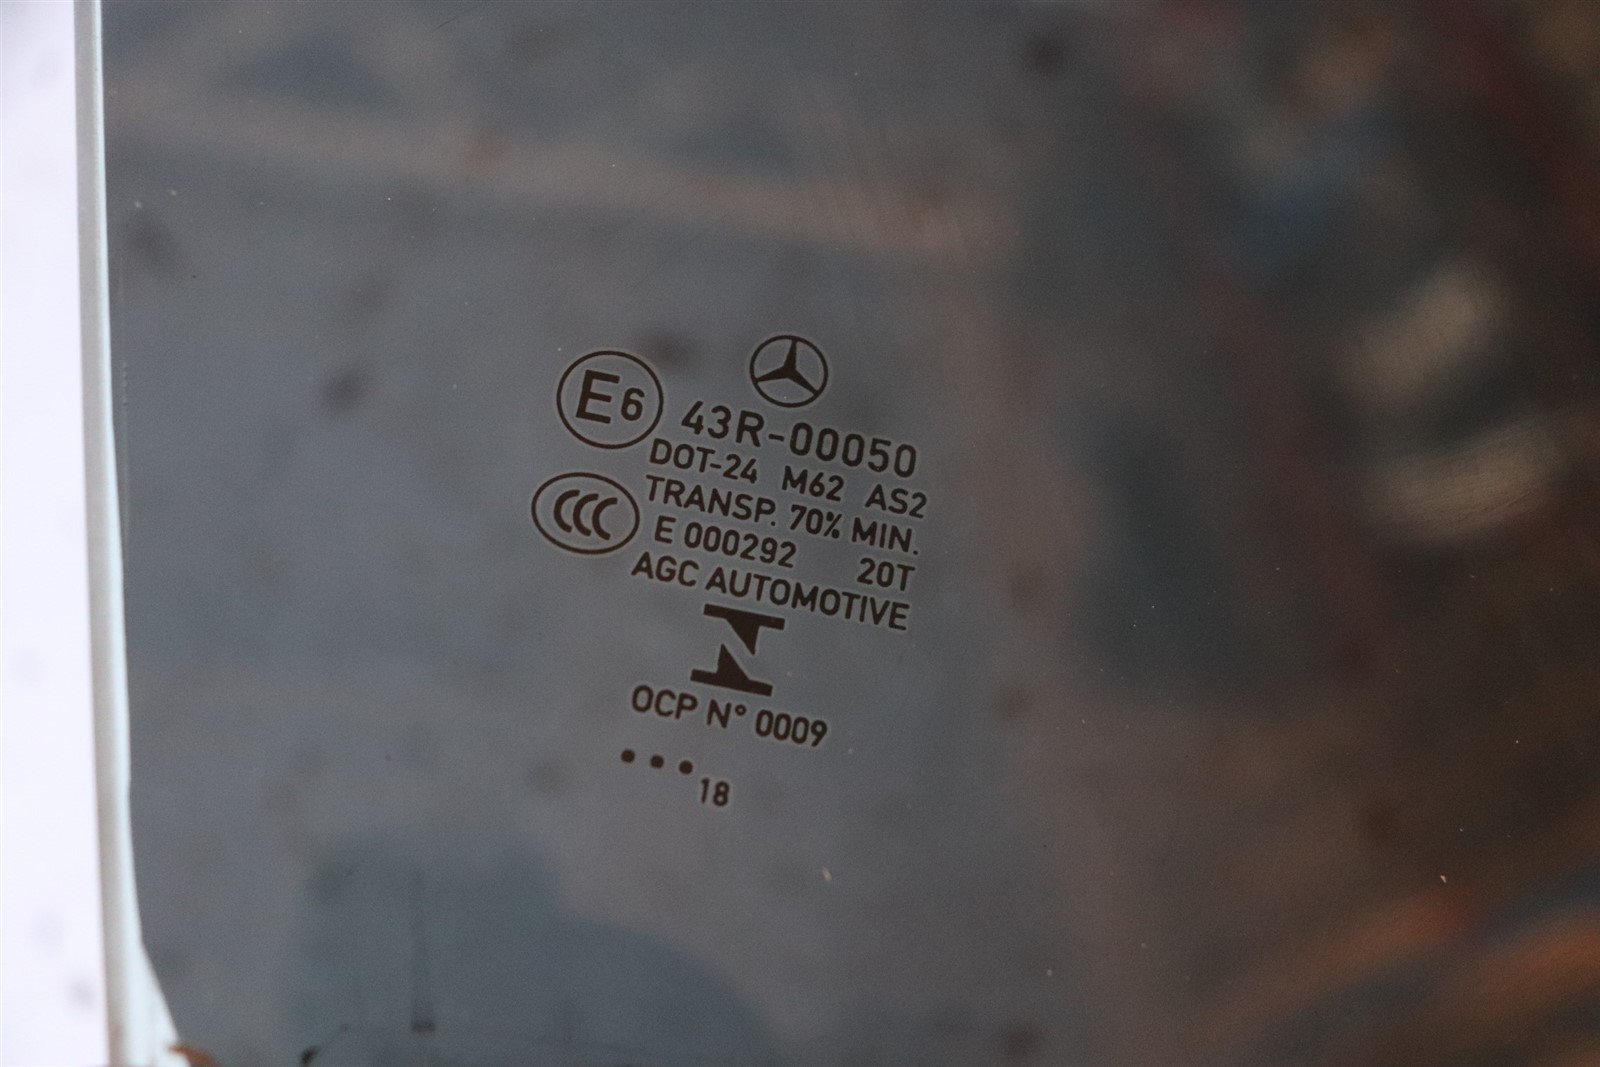 E6 43R-00050
DOT-24 M62 AS2
TRANSP. 70% MIN.
CCC E 000292 20T
AGC AUTOMOTIVE
OCP N° 0009
... 18